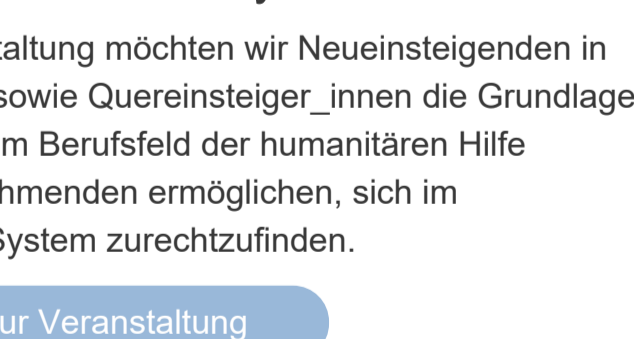 taltung möchten wir Neueinsteigenden in
sowie Quereinsteiger_innen die Grundlage
m Berufsfeld der humanitären Hilfe
hmenden ermöglichen, sich im
System zurechtzufinden.
ur Veranstaltung